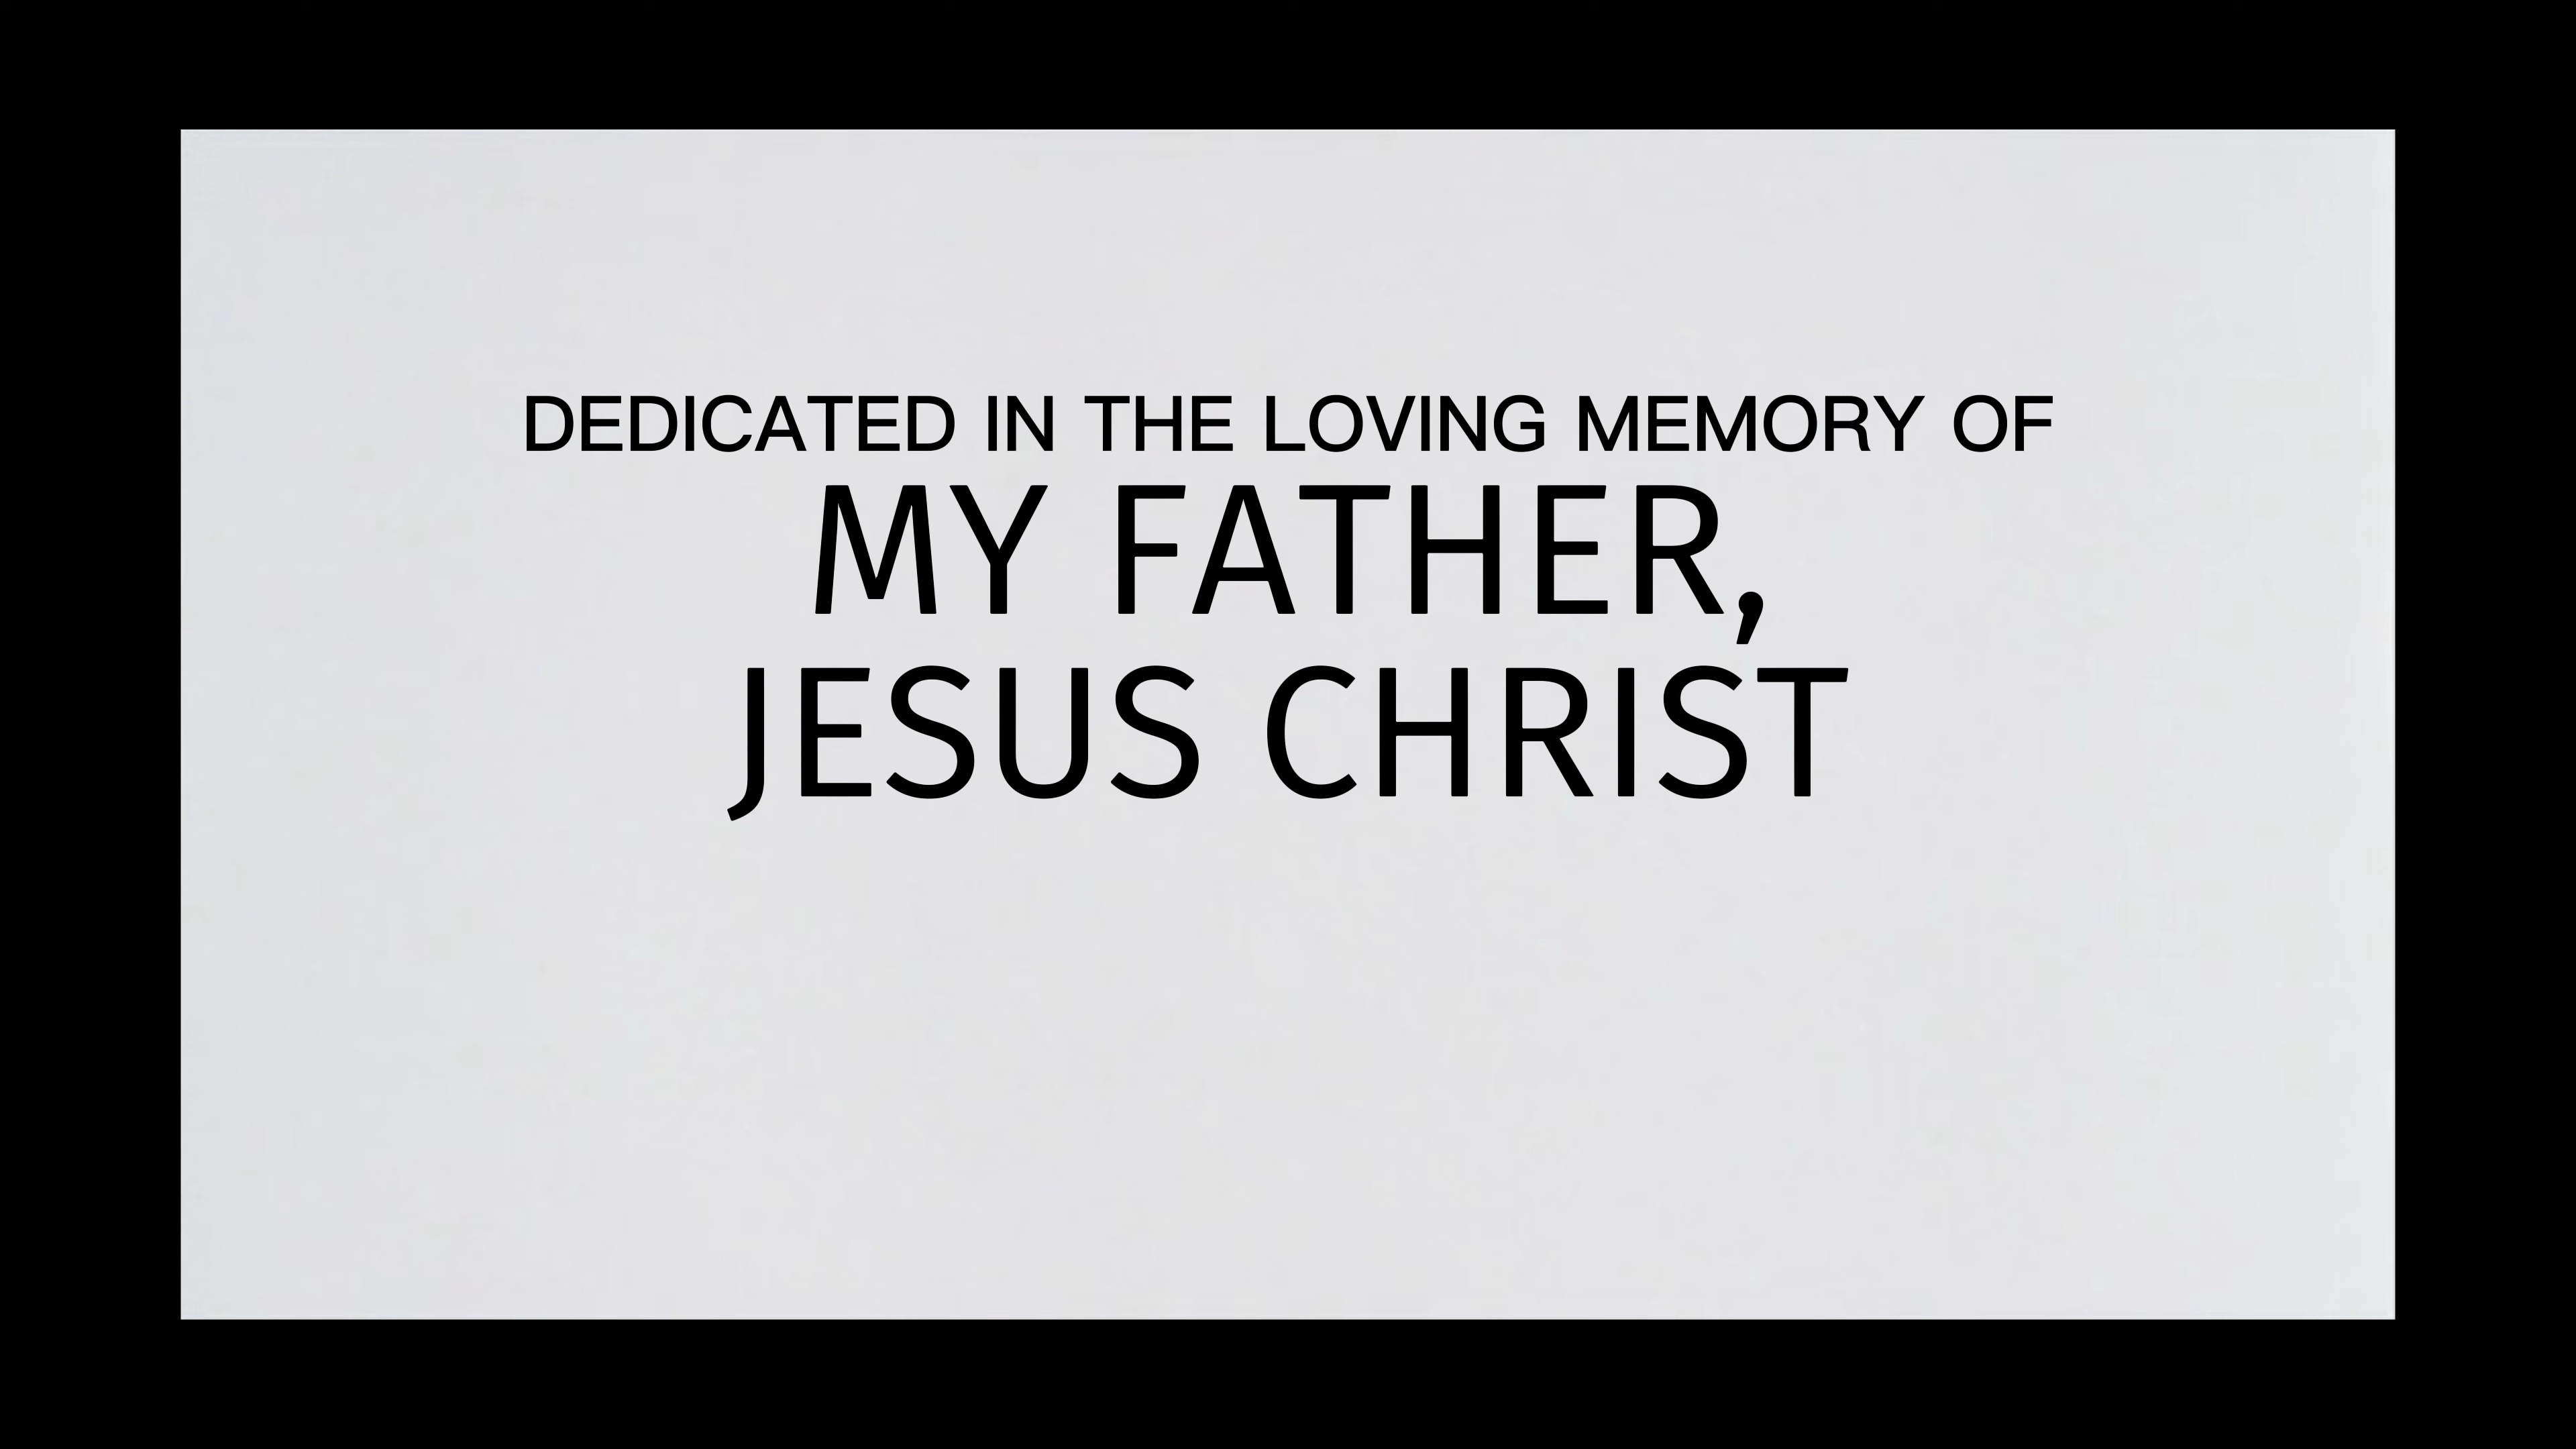 DEDICATED IN THE LOVING MEMORY OF
MY FATHER,
JESUS CHRIST